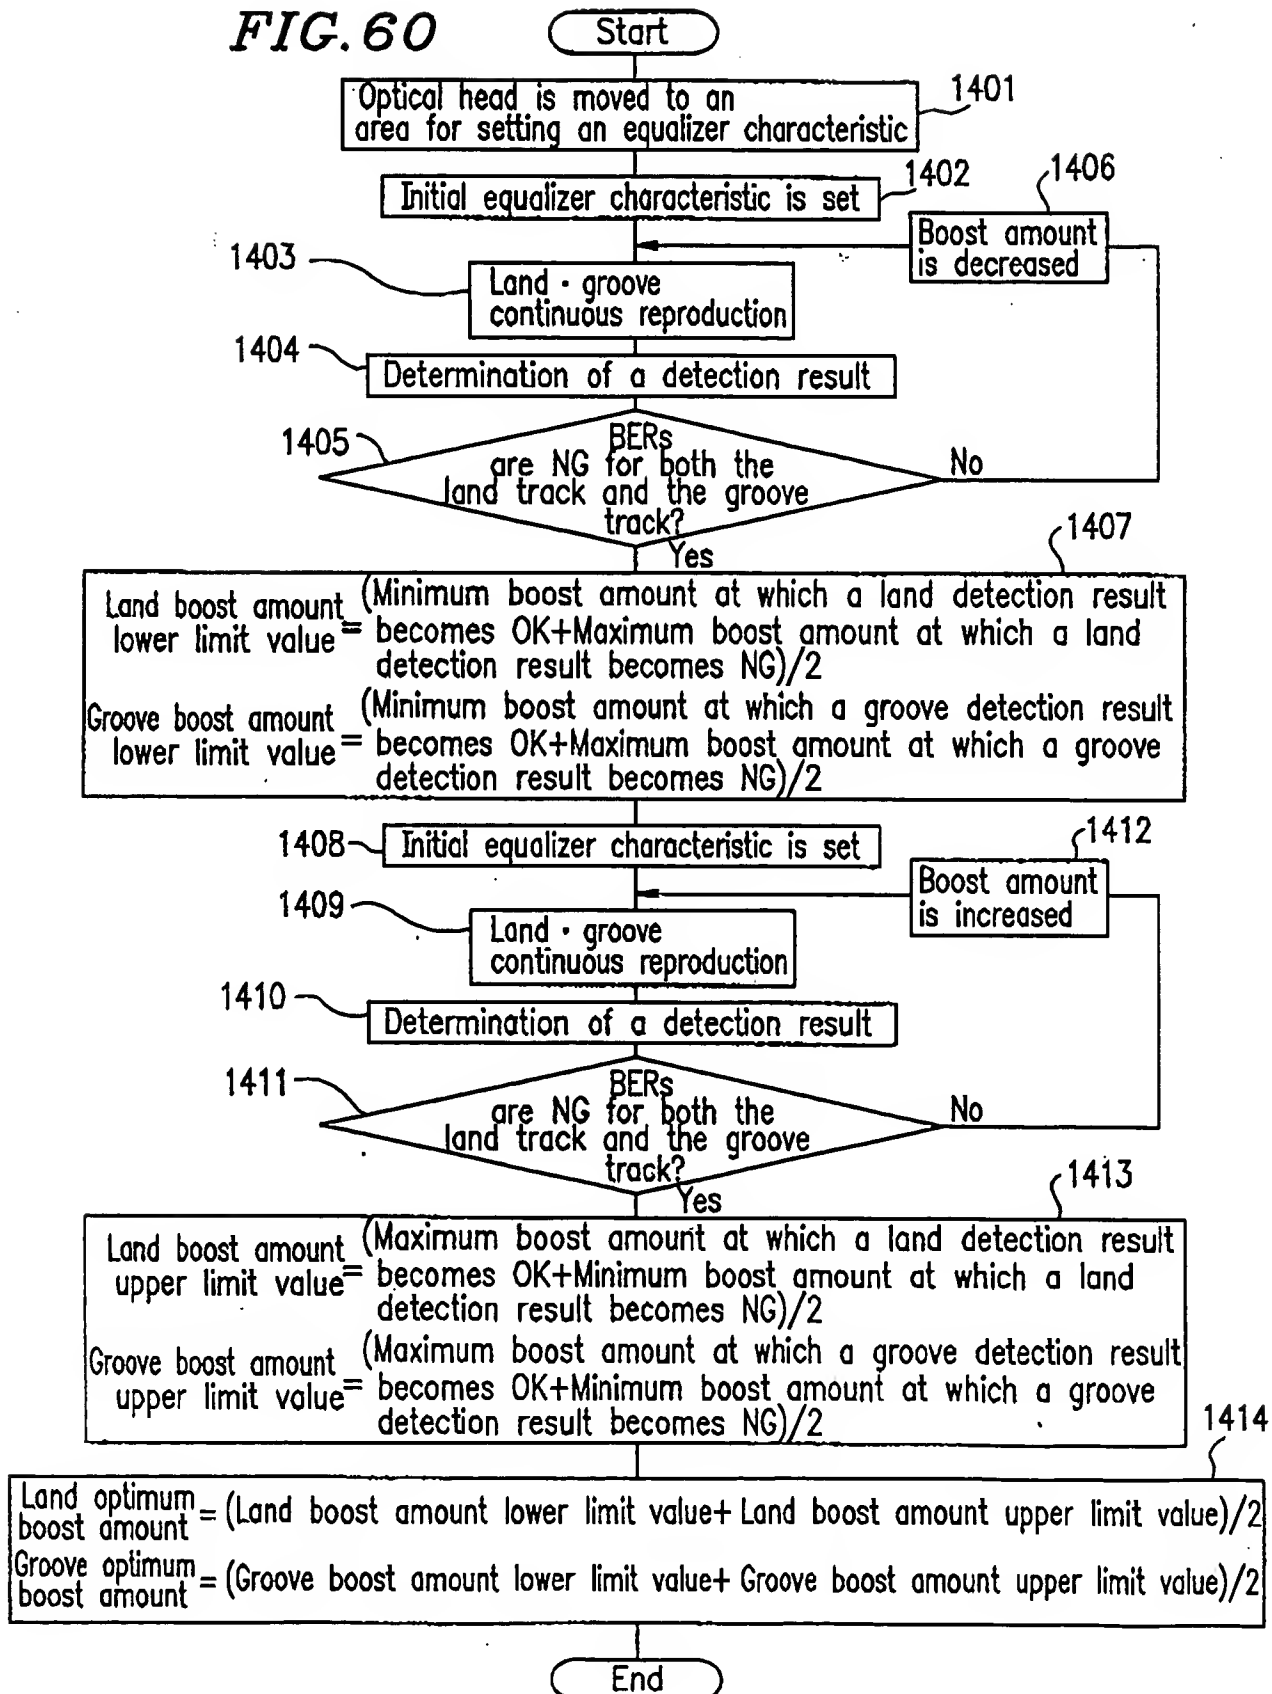 FIG. 60
Start
1401
Optical head is moved to an
area for setting an equalizer characteristic
1402
Initial equalizer characteristic is set
1406
Boost amount
is decreased
1403
Land · groove
continuous reproduction
1404
Determination of a detection result
1405
BERs
are NG for both the
land track and the groove
track?
No
Yes
1407
Land boost amount
lower limit value
=
(Minimum boost amount at which a land detection result
becomes OK+Maximum boost amount at which a land
detection result becomes NG)/2
Groove boost amount
lower limit value
=
(Minimum boost amount at which a groove detection result
becomes OK+Maximum boost amount at which a groove
detection result becomes NG)/2
1408
Initial equalizer characteristic is set
1412
Boost amount
is increased
1409
Land · groove
continuous reproduction
1410
Determination of a detection result
1411
BERs
are NG for both the
land track and the groove
track?
No
Yes
1413
Land boost amount
upper limit value
=
(Maximum boost amount at which a land detection result
becomes OK+Minimum boost amount at which a land
detection result becomes NG)/2
Groove boost amount
upper limit value
=
(Maximum boost amount at which a groove detection result
becomes OK+Minimum boost amount at which a groove
detection result becomes NG)/2
1414
Land optimum
boost amount
= (Land boost amount lower limit value+ Land boost amount upper limit value)/2
Groove optimum
boost amount
= (Groove boost amount lower limit value+ Groove boost amount upper limit value)/2
End